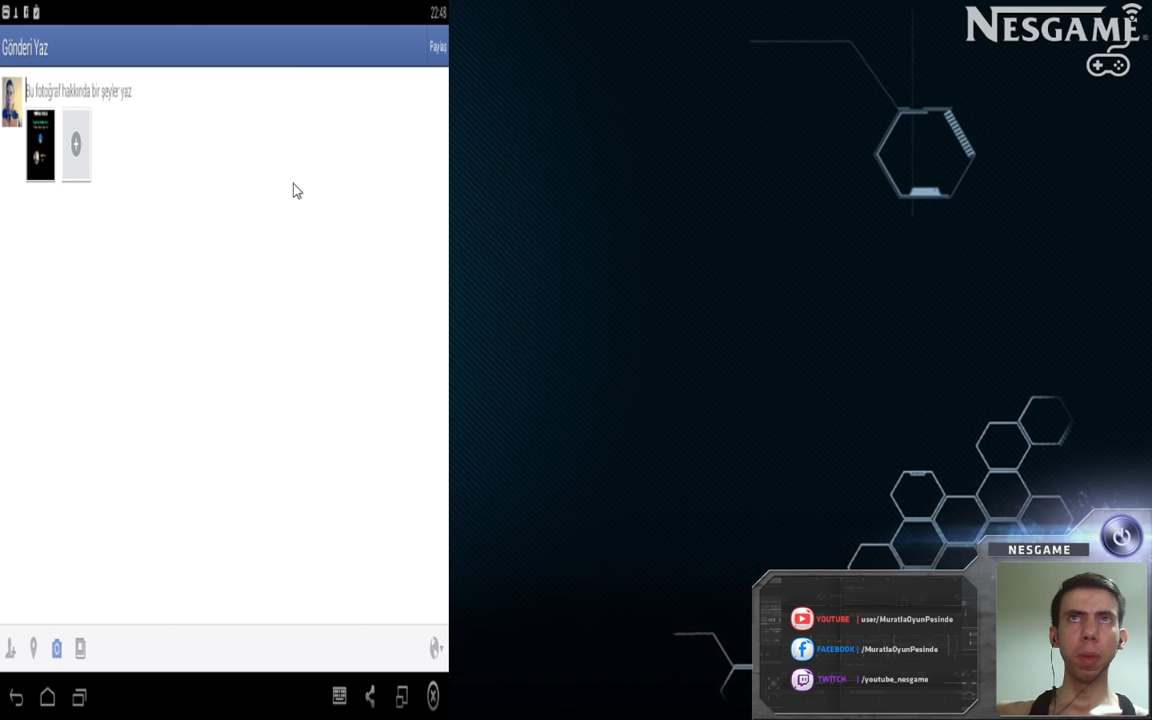 22:48
Gönderi Yaz
Paylaş
Bu fotoğraf hakkında bir şeyler yaz
NESGAME
NESGAME
YOUTUBE | user/MuratlaOyunPesinde
FACEBOOK | /MuratlaOyunPesinde
TWITCH | /youtube_nesgame